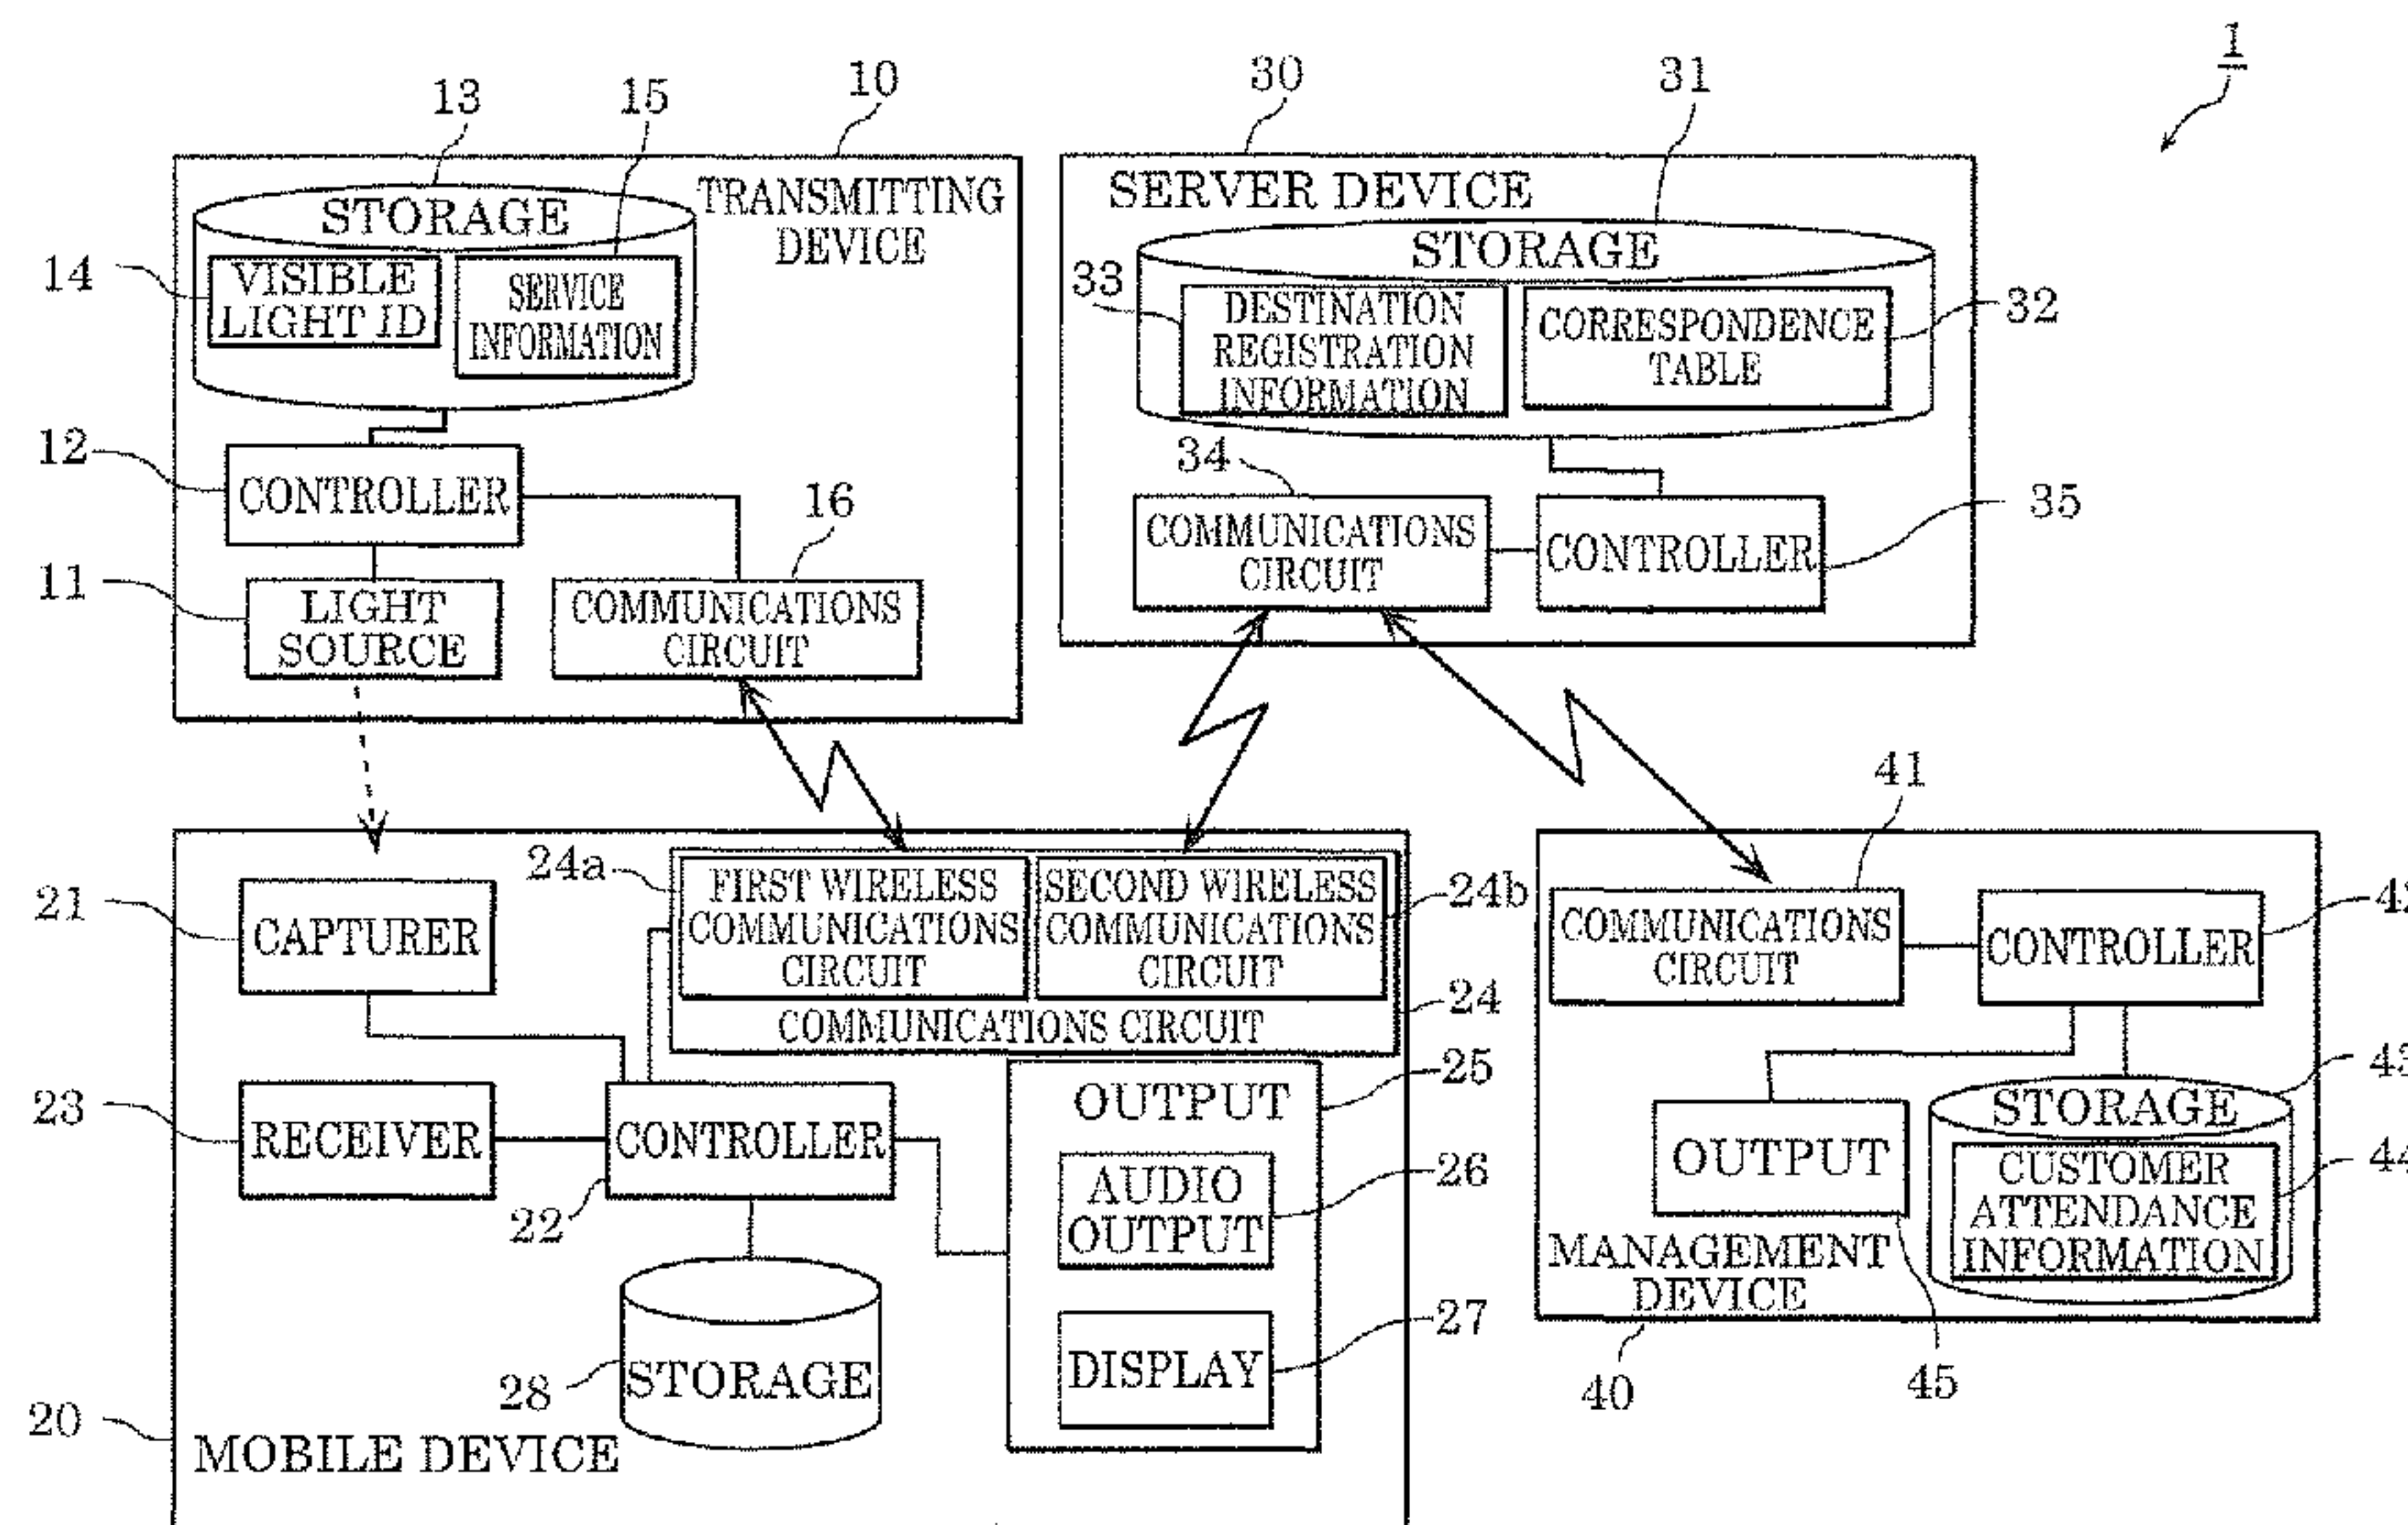 1
13
15
10
30
31
TRANSMITTING
DEVICE
STORAGE
14
VISIBLE
LIGHT ID
SERVICE
INFORMATION
SERVER DEVICE
STORAGE
33
DESTINATION
REGISTRATION
INFORMATION
CORRESPONDENCE
TABLE
32
12
CONTROLLER
16
11
LIGHT
SOURCE
COMMUNICATIONS
CIRCUIT
34
COMMUNICATIONS
CIRCUIT
CONTROLLER
35
21
CAPTURER
24a
FIRST WIRELESS
COMMUNICATIONS
CIRCUIT
SECOND WIRELESS
COMMUNICATIONS
CIRCUIT
24b
COMMUNICATIONS CIRCUIT
24
23
RECEIVER
CONTROLLER
22
28
STORAGE
OUTPUT
25
AUDIO
OUTPUT
26
DISPLAY
27
20
MOBILE DEVICE
41
COMMUNICATIONS
CIRCUIT
CONTROLLER
42
OUTPUT
STORAGE
43
CUSTOMER
ATTENDANCE
INFORMATION
44
MANAGEMENT
DEVICE
40
45